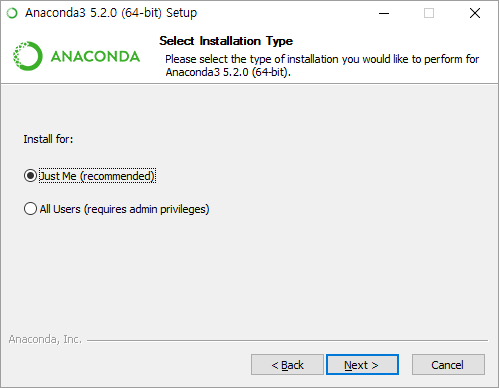 Anaconda3 5.2.0 (64-bit) Setup
ANACONDA
Select Installation Type
Please select the type of installation you would like to perform for
Anaconda3 5.2.0 (64-bit).
Install for:
Just Me (recommended)
All Users (requires admin privileges)
Anaconda, Inc.
< Back
Next >
Cancel